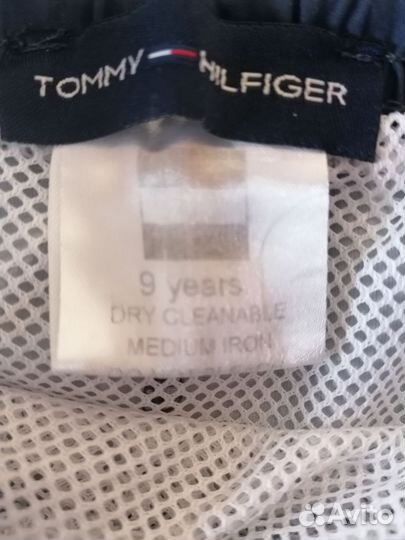 TOMMY HILFIGER
9 years
DRY CLEANABLE
MEDIUM IRON
Avito